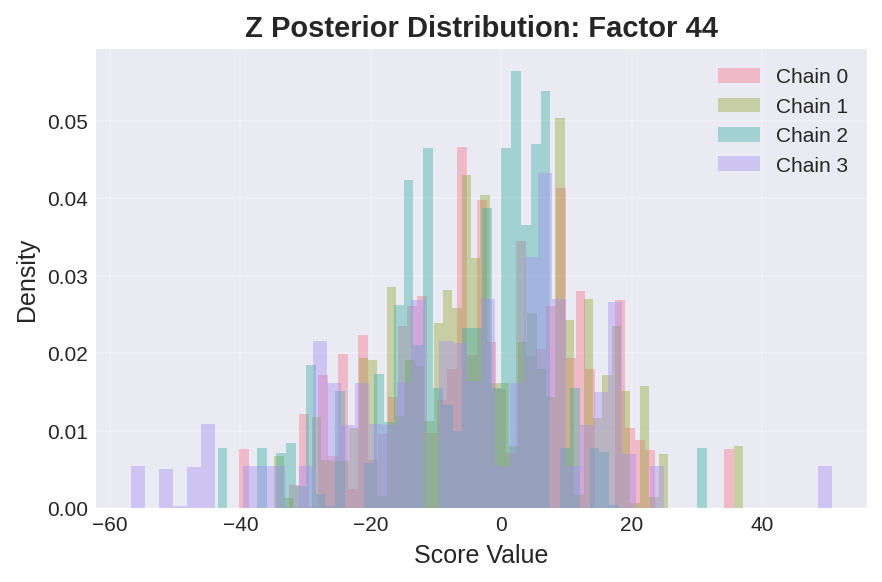 Z Posterior Distribution: Factor 44
Chain 0
Chain 1
Chain 2
Chain 3
Density
0.05
0.04
0.03
0.02
0.01
0.00
−60
−40
−20
0
20
40
Score Value